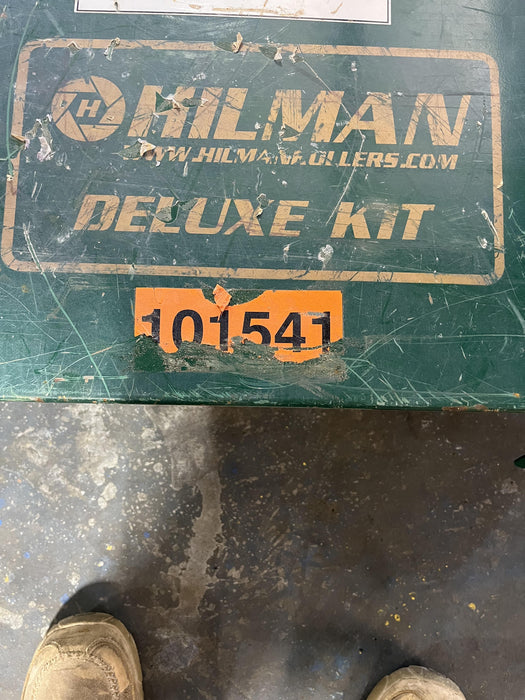 H HILMAN
WWW.HILMANROLLERS.COM
DELUXE KIT
101541